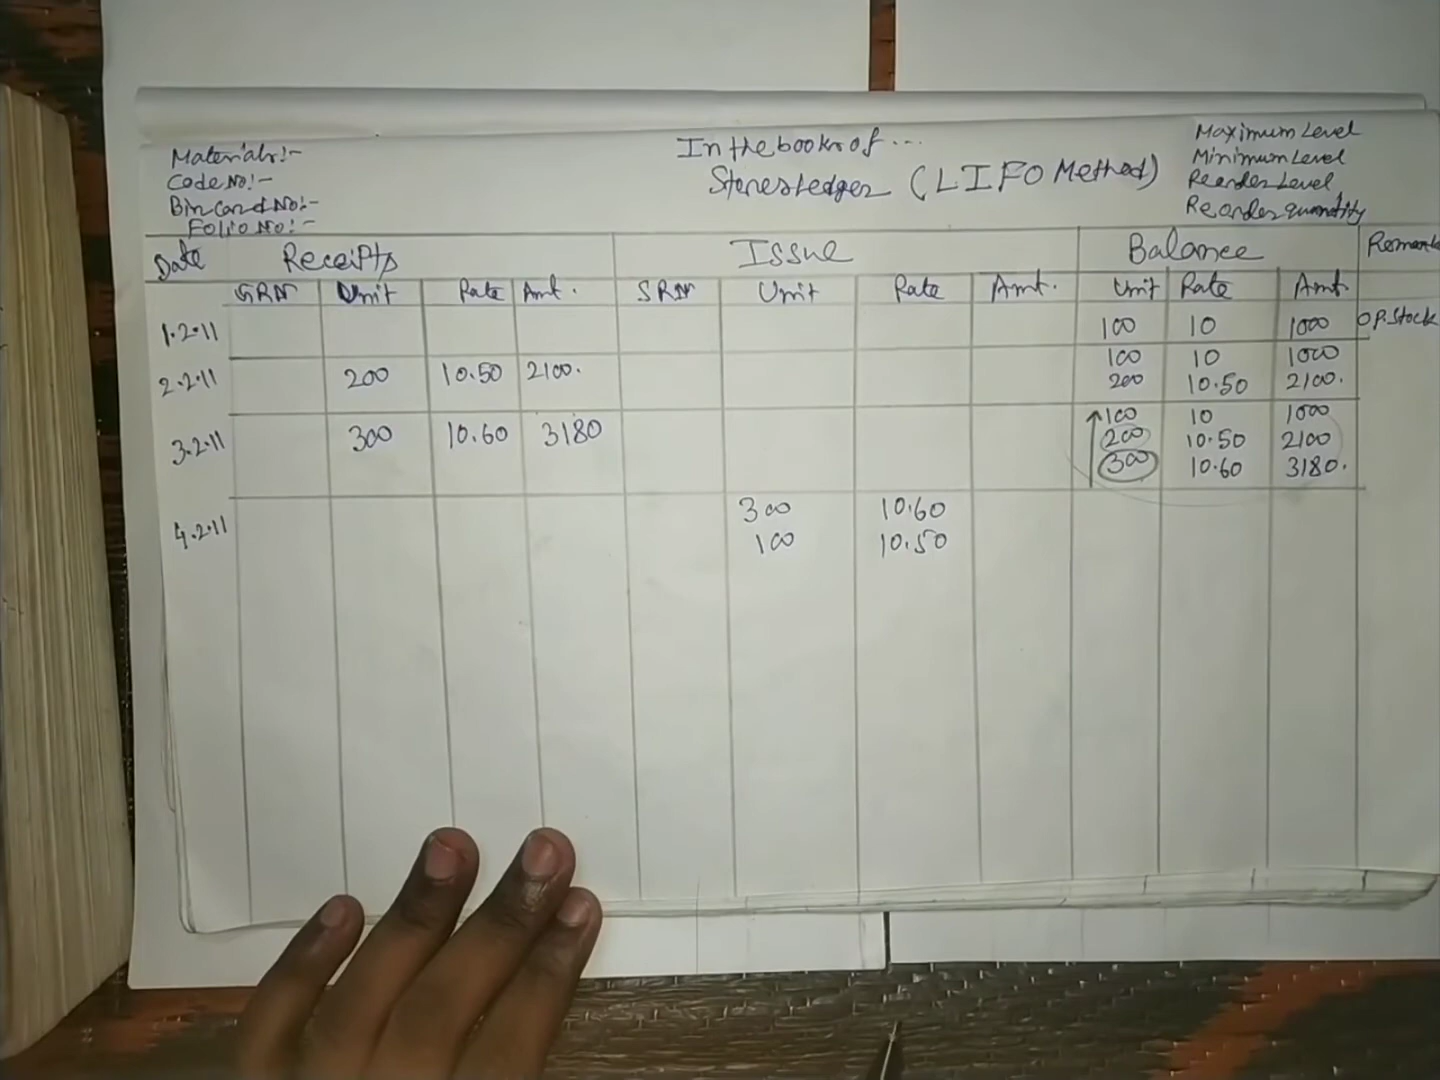 Materials:-
Code No:-
Bin Card No:-
Folio No:-
In the books of ...
Stores Ledger (LIFO Method)
Maximum Level
Minimum Level
Reorder Level
Reorder quantity
Date Receipts Issue Balance Remark
GRN Unit Rate Amt. SRN Unit Rate Amt. Unit Rate Amt.
1.2.11 100 10 1000 OP.Stock
2.2.11 200 10.50 2100. 100 10 1000
200 10.50 2100.
3.2.11 300 10.60 3180 100 10 1000
200 10.50 2100
300 10.60 3180.
4.2.11 300 10.60
100 10.50